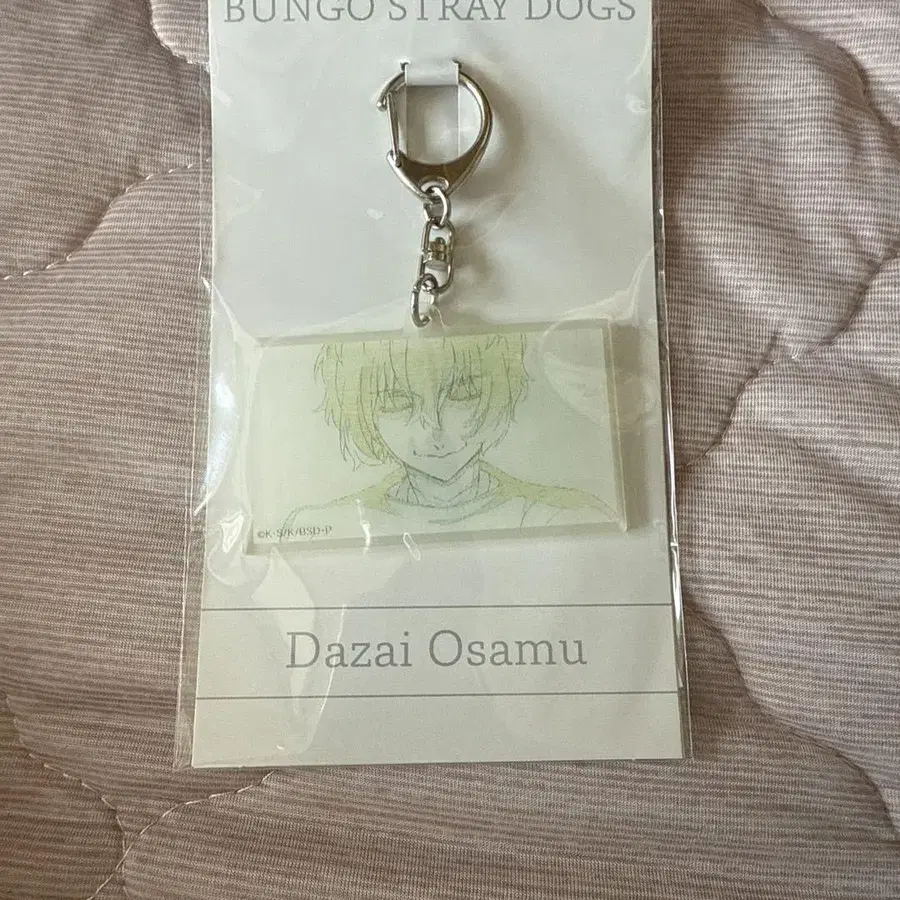 BUNGO STRAY DOGS
©K-S/K/BSD-P
Dazai Osamu